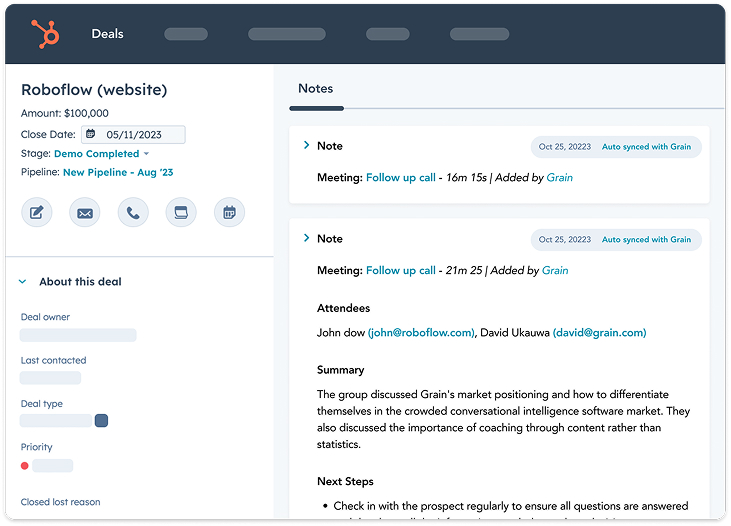 Deals
Roboflow (website)
Amount: $100,000
Close Date: 05/11/2023
Stage: Demo Completed
Pipeline: New Pipeline - Aug '23
About this deal
Deal owner
Last contacted
Deal type
Priority
Closed lost reason
Notes
Note Oct 25, 20223 Auto synced with Grain
Meeting: Follow up call - 16m 15s | Added by Grain
Note Oct 25, 20223 Auto synced with Grain
Meeting: Follow up call - 21m 25 | Added by Grain
Attendees
John dow (john@roboflow.com), David Ukauwa (david@grain.com)
Summary
The group discussed Grain's market positioning and how to differentiate
themselves in the crowded conversational intelligence software market. They
also discussed the importance of coaching through content rather than
statistics.
Next Steps
• Check in with the prospect regularly to ensure all questions are answered